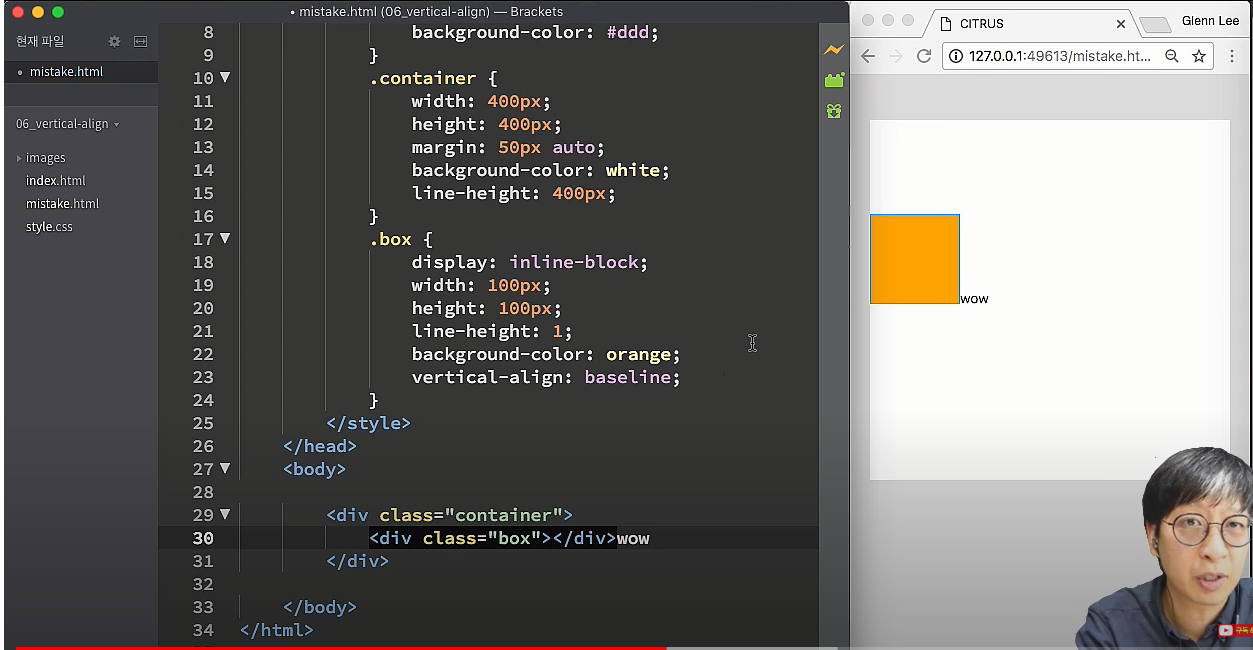 • mistake.html (06_vertical-align) — Brackets
현재 파일
• mistake.html
06_vertical-align
images
index.html
mistake.html
style.css
8 background-color: #ddd;
9 }
10 .container {
11 width: 400px;
12 height: 400px;
13 margin: 50px auto;
14 background-color: white;
15 line-height: 400px;
16 }
17 .box {
18 display: inline-block;
19 width: 100px;
20 height: 100px;
21 line-height: 1;
22 background-color: orange;
23 vertical-align: baseline;
24 }
25 </style>
26 </head>
27 <body>
28
29 <div class="container">
30 <div class="box"></div>wow
31 </div>
32
33 </body>
34 </html>
CITRUS
Glenn Lee
127.0.0.1:49613/mistake.ht...
wow
구독